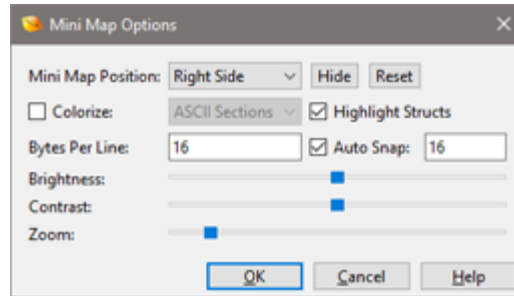 Mini Map Options
Mini Map Position: Right Side Hide Reset
Colorize: ASCII Sections Highlight Structs
Bytes Per Line: 16 Auto Snap: 16
Brightness:
Contrast:
Zoom:
OK Cancel Help